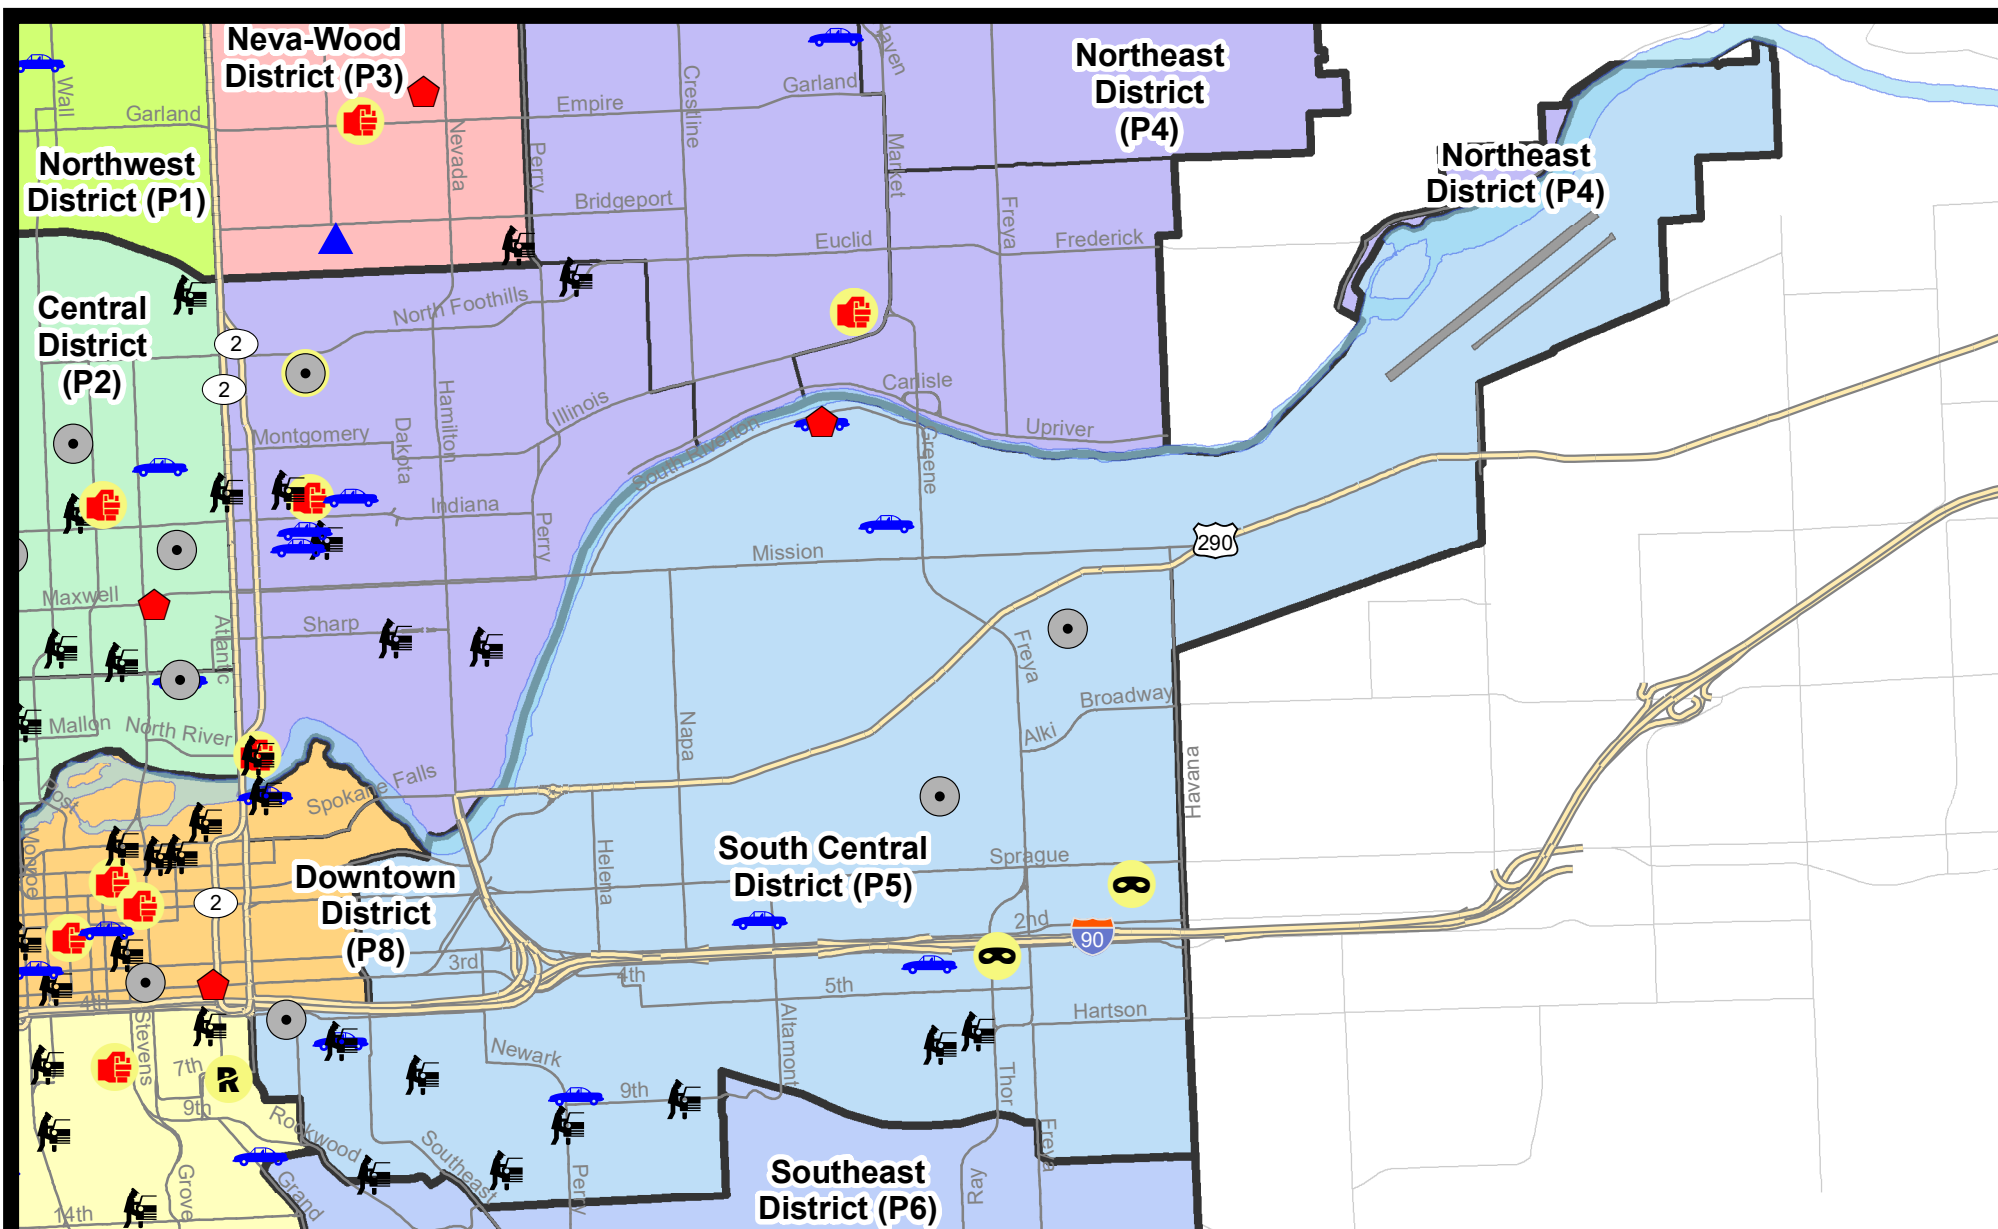 Neva-Wood
District (P3)
Northeast
District
(P4)
Northeast
District (P4)
Northwest
District (P1)
Central
District
(P2)
South Central
District (P5)
Downtown
District
(P8)
Southeast
District (P6)
Wall
Garland
Nevada
Empire
Crestline
Garland
Haven
Market
Perry
Bridgeport
Euclid
Freya
Frederick
North Foothills
2
2
Hamilton
Dakota
Montgomery
Illinois
Indiana
Perry
South Riverton
Carlisle
Greene
Upriver
Mission
290
Maxwell
Atlantic
Sharp
Mallon
North River
Napa
Freya
Broadway
Alki
Havana
Post
Monroe
Spokane Falls
Helena
Sprague
2nd
90
2
3rd
4th
4th
5th
Altamont
Hartson
Stevens
7th
9th
R
Newark
9th
Thor
Freya
Rockwood
Southeast
Grove
Grand
Perry
Ray
14th